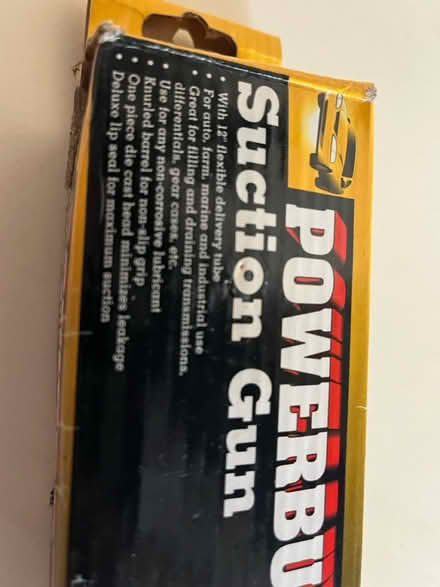 POWERBU
Suction Gun
• With 12" flexible delivery tube
• For auto, farm, marine and industrial use
• Great for filling and draining transmissions,
differentials, gear cases, etc.
• Use for any non-corrosive lubricant
• Knurled barrel for non-slip grip
• One piece die cast head minimizes leakage
• Deluxe lip seal for maximum suction